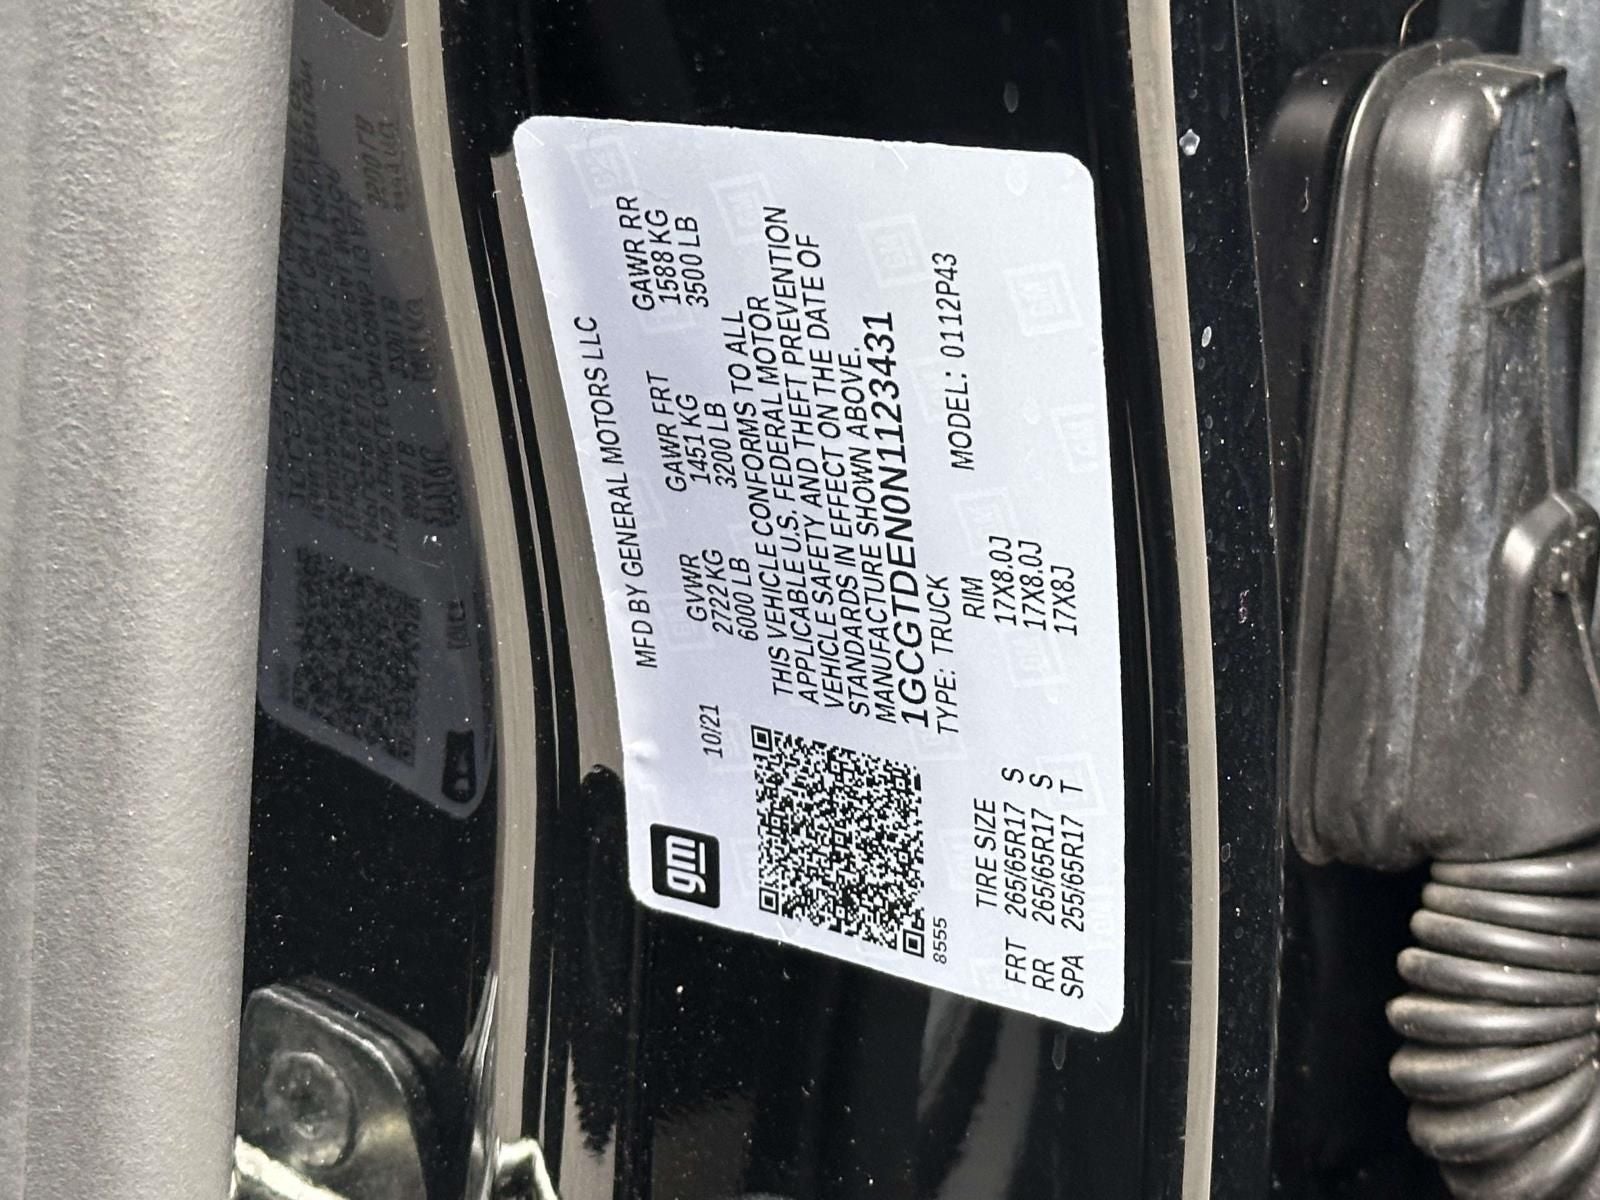 gm
MFD BY GENERAL MOTORS LLC
10/21 GVWR GAWR FRT GAWR RR
2722 KG 1451 KG 1588 KG
6000 LB 3200 LB 3500 LB
THIS VEHICLE CONFORMS TO ALL
APPLICABLE U.S. FEDERAL MOTOR
VEHICLE SAFETY AND THEFT PREVENTION
STANDARDS IN EFFECT ON THE DATE OF
MANUFACTURE SHOWN ABOVE.
1GCGTDEN0N1123431
8555 TYPE: TRUCK MODEL: 0112P43
TIRE SIZE RIM
FRT 265/65R17 S 17X8.0J
RR 265/65R17 S 17X8.0J
SPA 255/65R17 T 17X8J